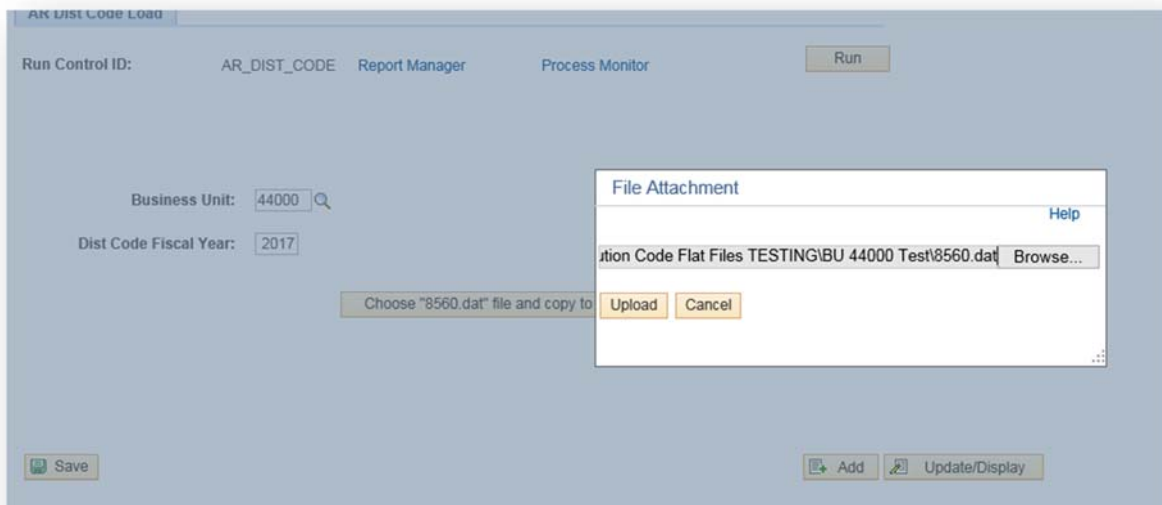 AR Dist Code Load
Run Control ID: AR_DIST_CODE Report Manager Process Monitor Run
File Attachment
Help
Business Unit: 44000
Dist Code Fiscal Year: 2017
ution Code Flat Files TESTING\BU 44000 Test\8560.dat Browse...
Choose "8560.dat" file and copy to
Upload Cancel
Save Add Update/Display